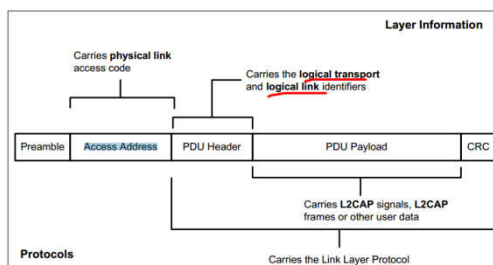 Layer Information
Carries physical link
access code
Carries the logical transport
and logical link identifiers
Preamble Access Address PDU Header PDU Payload CRC
Carries L2CAP signals, L2CAP
frames or other user data
Protocols
Carries the Link Layer Protocol